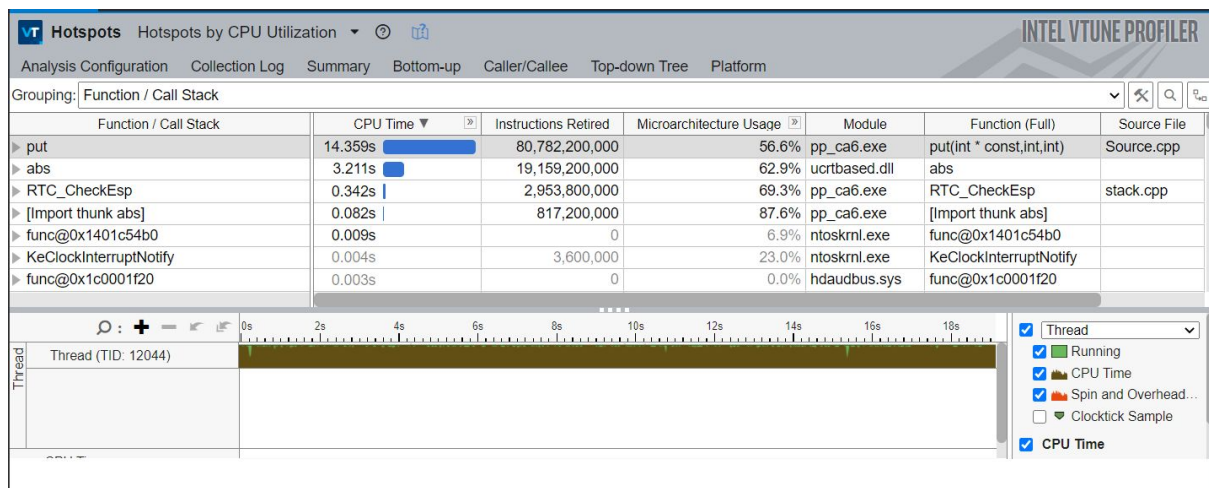 VT Hotspots Hotspots by CPU Utilization
INTEL VTUNE PROFILER
Analysis Configuration Collection Log Summary Bottom-up Caller/Callee Top-down Tree Platform
Grouping: Function / Call Stack
Function / Call Stack CPU Time ▼ Instructions Retired Microarchitecture Usage Module Function (Full) Source File
put 14.359s 80,782,200,000 56.6% pp_ca6.exe put(int * const,int,int) Source.cpp
abs 3.211s 19,159,200,000 62.9% ucrtbased.dll abs
RTC_CheckEsp 0.342s 2,953,800,000 69.3% pp_ca6.exe RTC_CheckEsp stack.cpp
[Import thunk abs] 0.082s 817,200,000 87.6% pp_ca6.exe [Import thunk abs]
func@0x1401c54b0 0.009s 0 6.9% ntoskrnl.exe func@0x1401c54b0
KeClockInterruptNotify 0.004s 3,600,000 23.0% ntoskrnl.exe KeClockInterruptNotify
func@0x1c0001f20 0.003s 0 0.0% hdaudbus.sys func@0x1c0001f20
0s 2s 4s 6s 8s 10s 12s 14s 16s 18s
Thread
Thread (TID: 12044)
Thread
Running
CPU Time
Spin and Overhead...
Clocktick Sample
CPU Time